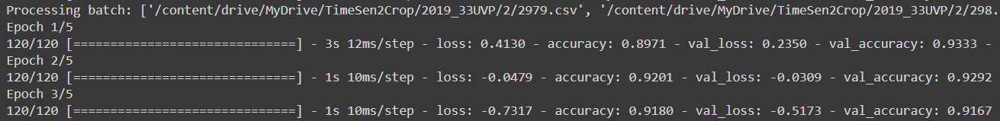 Processing batch: ['/content/drive/MyDrive/TimeSen2Crop/2019_33UVP/2/2979.csv', '/content/drive/MyDrive/TimeSen2Crop/2019_33UVP/2/298.
Epoch 1/5
120/120 [==============================] - 3s 12ms/step - loss: 0.4130 - accuracy: 0.8971 - val_loss: 0.2350 - val_accuracy: 0.9333 -
Epoch 2/5
120/120 [==============================] - 1s 10ms/step - loss: -0.0479 - accuracy: 0.9201 - val_loss: -0.0309 - val_accuracy: 0.9292
Epoch 3/5
120/120 [==============================] - 1s 10ms/step - loss: -0.7317 - accuracy: 0.9180 - val_loss: -0.5173 - val_accuracy: 0.9167